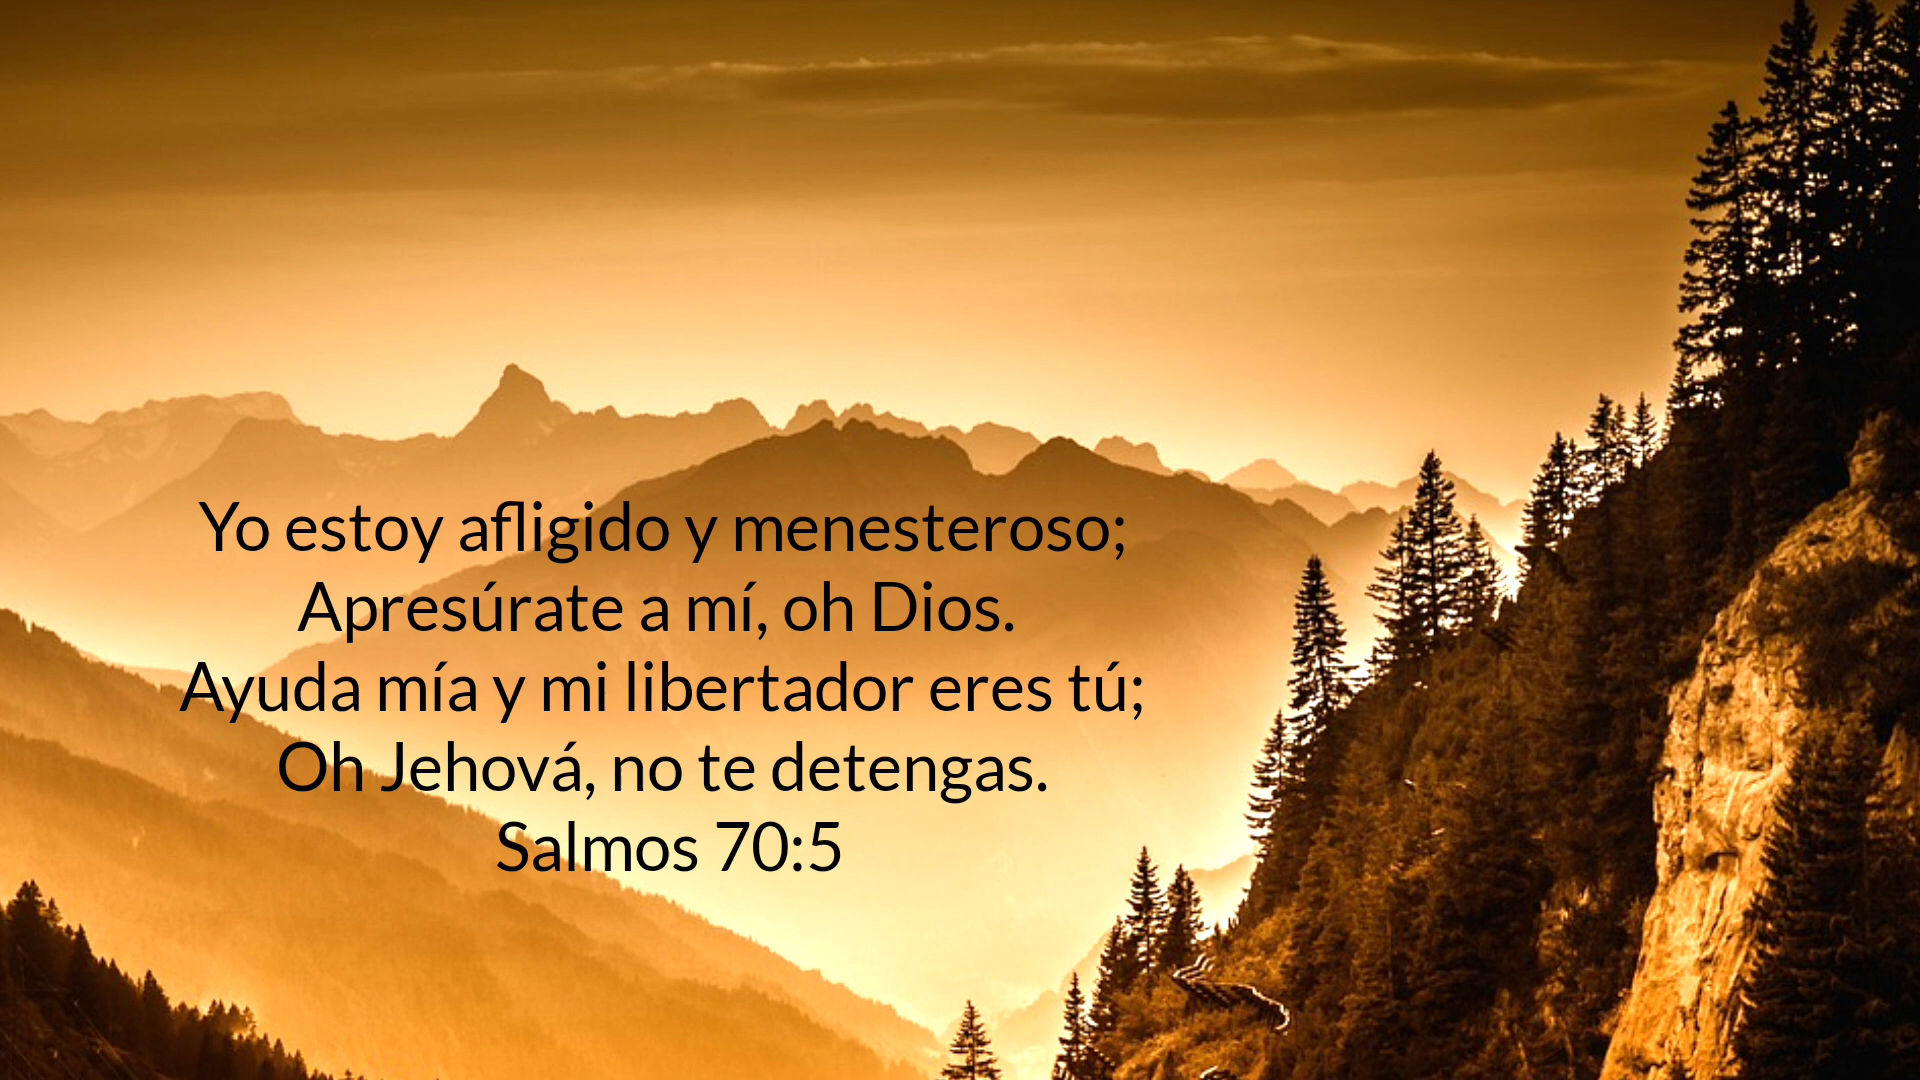 Yo estoy afligido y menesteroso;
Apresúrate a mí, oh Dios.
Ayuda mía y mi libertador eres tú;
Oh Jehová, no te detengas.
Salmos 70:5